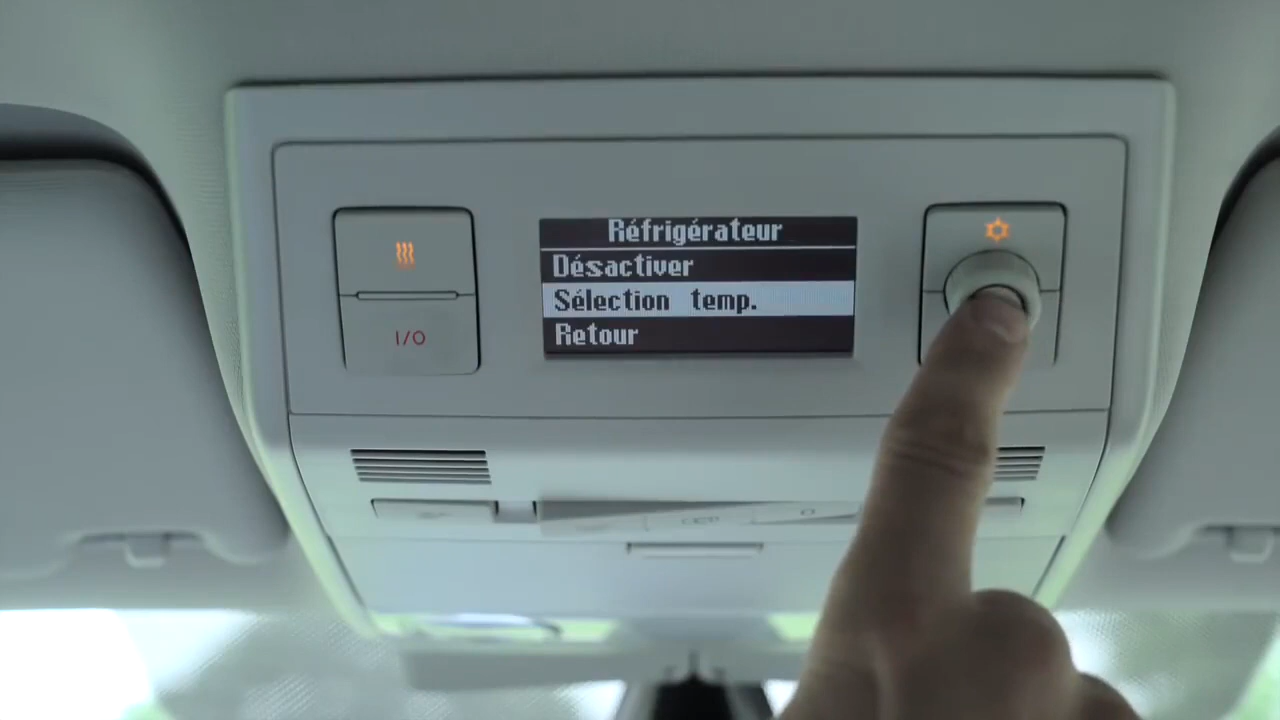 Réfrigérateur
Désactiver
Sélection temp.
Retour
I/O